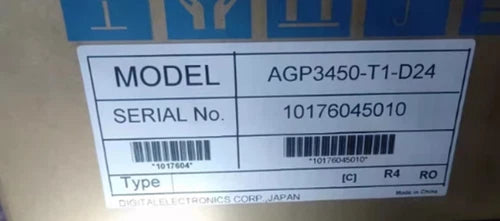 MODEL AGP3450-T1-D24
SERIAL No. 10176045010
*1017604* *10176045010*
Type [C] R4 RO
DIGITALELECTRONICS CORP.,JAPAN Made in China